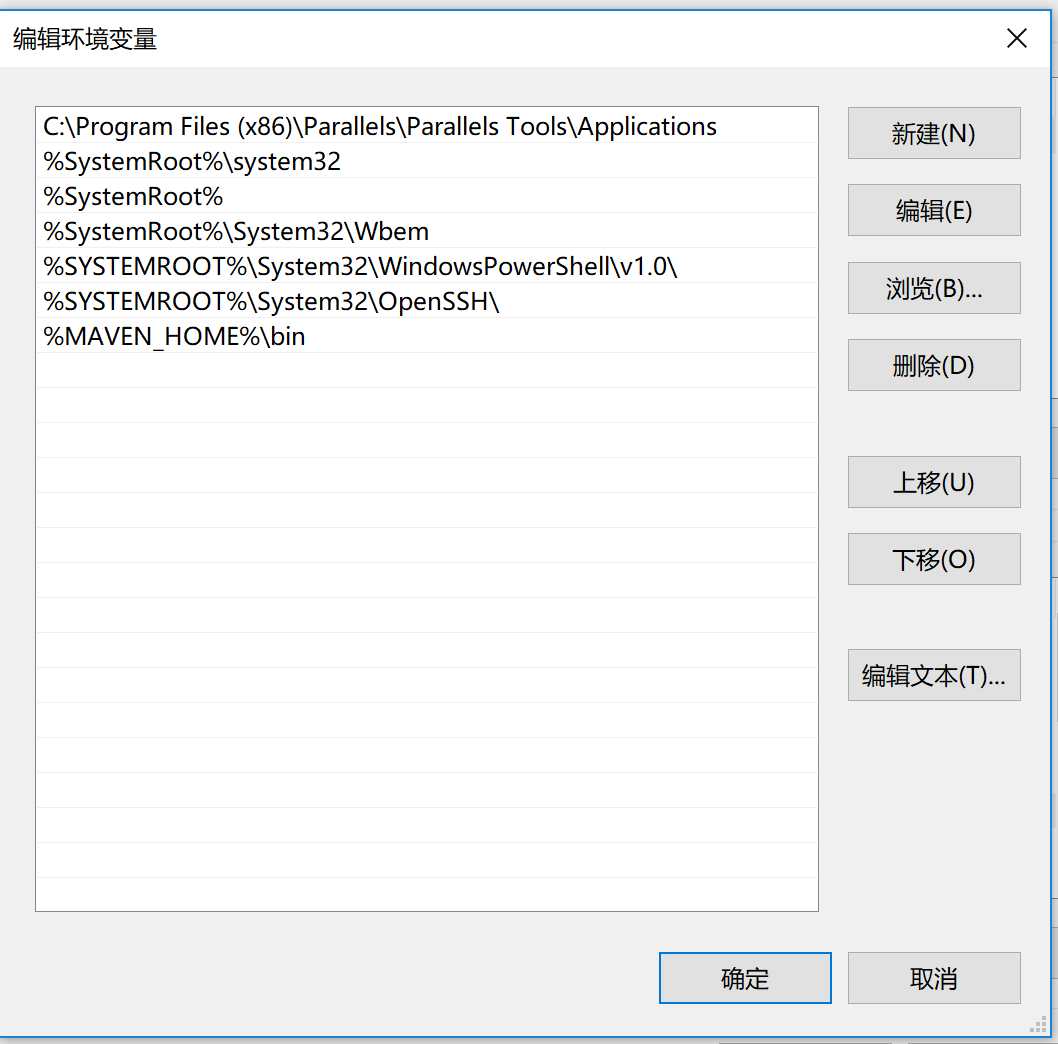 编辑环境变量
C:\Program Files (x86)\Parallels\Parallels Tools\Applications
%SystemRoot%\system32
%SystemRoot%
%SystemRoot%\System32\Wbem
%SYSTEMROOT%\System32\WindowsPowerShell\v1.0\
%SYSTEMROOT%\System32\OpenSSH\
%MAVEN_HOME%\bin
新建(N)
编辑(E)
浏览(B)...
删除(D)
上移(U)
下移(O)
编辑文本(T)...
确定
取消